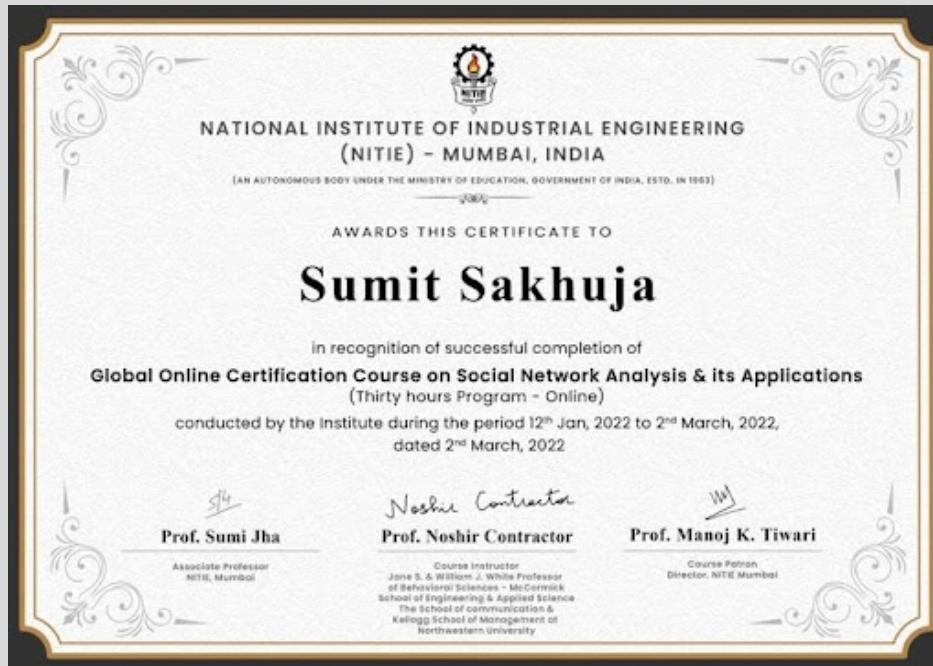 NITIE
NATIONAL INSTITUTE OF INDUSTRIAL ENGINEERING
(NITIE) - MUMBAI, INDIA
(AN AUTONOMOUS BODY UNDER THE MINISTRY OF EDUCATION, GOVERNMENT OF INDIA, ESTD. IN 1963)
AWARDS THIS CERTIFICATE TO
Sumit Sakhuja
in recognition of successful completion of
Global Online Certification Course on Social Network Analysis & its Applications
(Thirty hours Program - Online)
conducted by the Institute during the period 12th Jan, 2022 to 2nd March, 2022,
dated 2nd March, 2022
Noshir Contractor
Prof. Sumi Jha
Associate Professor
NITIE, Mumbai
Prof. Noshir Contractor
Course Instructor
Jane S. & William J. White Professor
of Behavioral Sciences - McCormick
School of Engineering & Applied Science
The School of communication &
Kellogg School of Management at
Northwestern University
Prof. Manoj K. Tiwari
Course Patron
Director, NITIE Mumbai